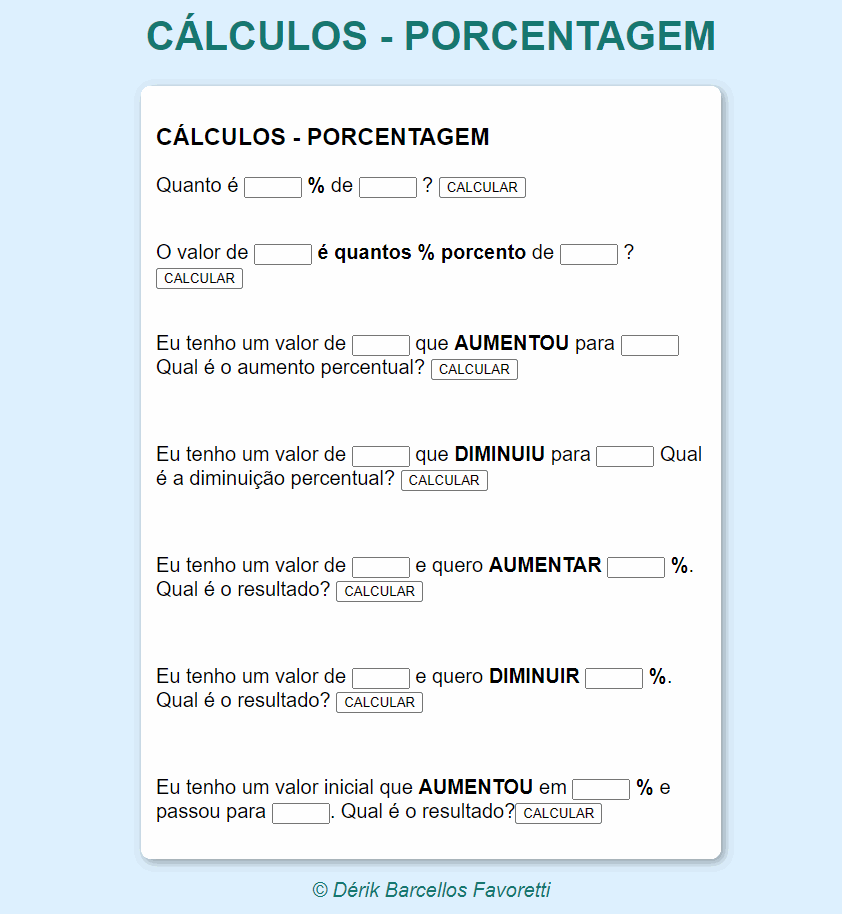 CÁLCULOS - PORCENTAGEM
CÁLCULOS - PORCENTAGEM
Quanto é % de ? CALCULAR
O valor de é quantos % porcento de ?
CALCULAR
Eu tenho um valor de que AUMENTOU para
Qual é o aumento percentual? CALCULAR
Eu tenho um valor de que DIMINUIU para Qual
é a diminuição percentual? CALCULAR
Eu tenho um valor de e quero AUMENTAR %.
Qual é o resultado? CALCULAR
Eu tenho um valor de e quero DIMINUIR %.
Qual é o resultado? CALCULAR
Eu tenho um valor inicial que AUMENTOU em % e
passou para . Qual é o resultado? CALCULAR
© Dérik Barcellos Favoretti